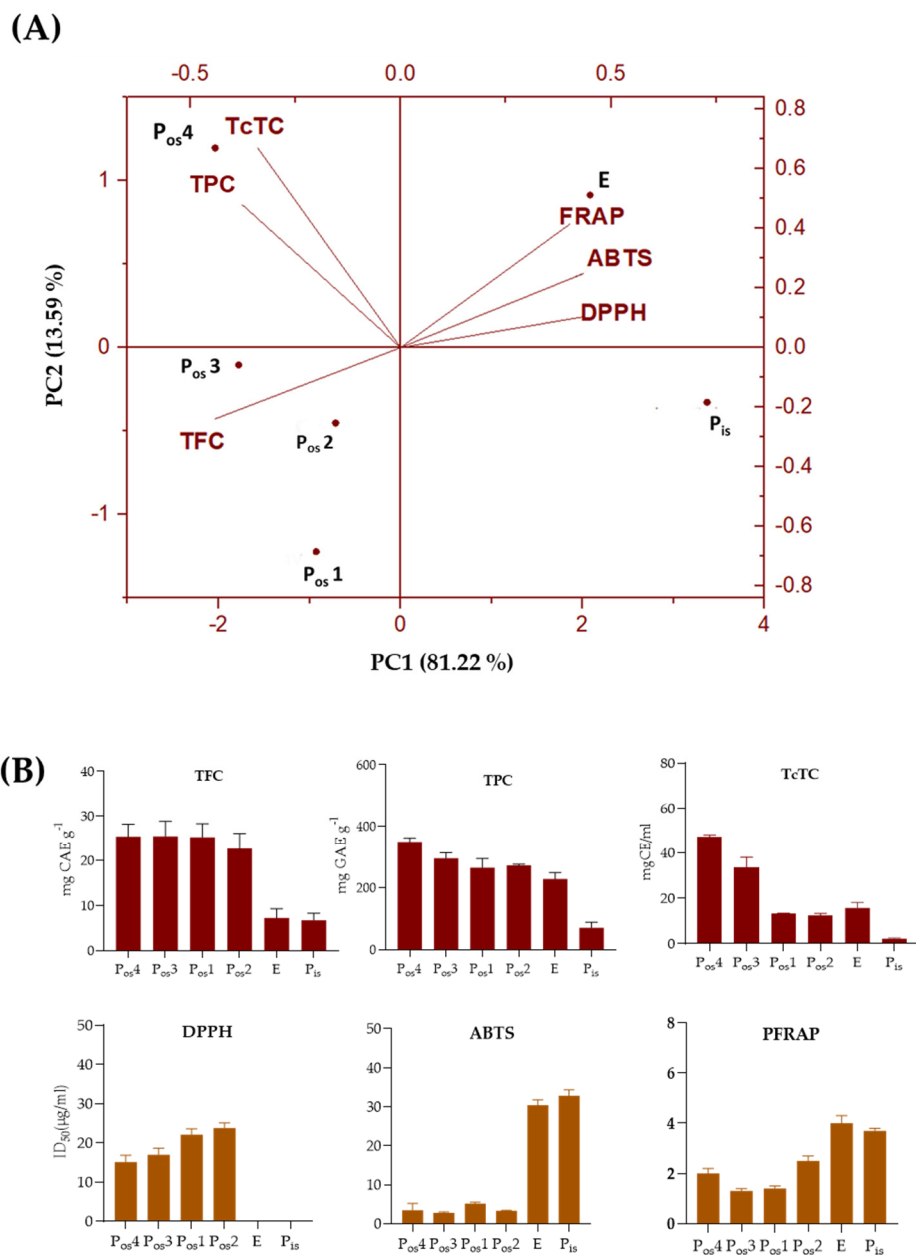 (A)
-0.5 0.0 0.5
Pos4 TcTC
TPC
E
FRAP
ABTS
DPPH
Pos 3
TFC
Pos 2
Pis
Pos 1
1
0
-1
PC2 (13.59 %)
0.8
0.6
0.4
0.2
0.0
-0.2
-0.4
-0.6
-0.8
-2 0 2 4
PC1 (81.22 %)
(B)
TFC
mg CAE g-1
40
30
20
10
0
Pos4 Pos3 Pos1 Pos2 E Pis
TPC
mg GAE g-1
600
400
200
0
Pos4 Pos3 Pos1 Pos2 E Pis
TcTC
mgCE/ml
80
60
40
20
0
Pos4 Pos3 Pos1 Pos2 E Pis
DPPH
ID50(µg/ml)
50
40
30
20
10
0
Pos4 Pos3 Pos1 Pos2 E Pis
ABTS
50
40
30
20
10
0
Pos4 Pos3 Pos1 Pos2 E Pis
PFRAP
8
6
4
2
0
Pos4 Pos3 Pos1 Pos2 E Pis